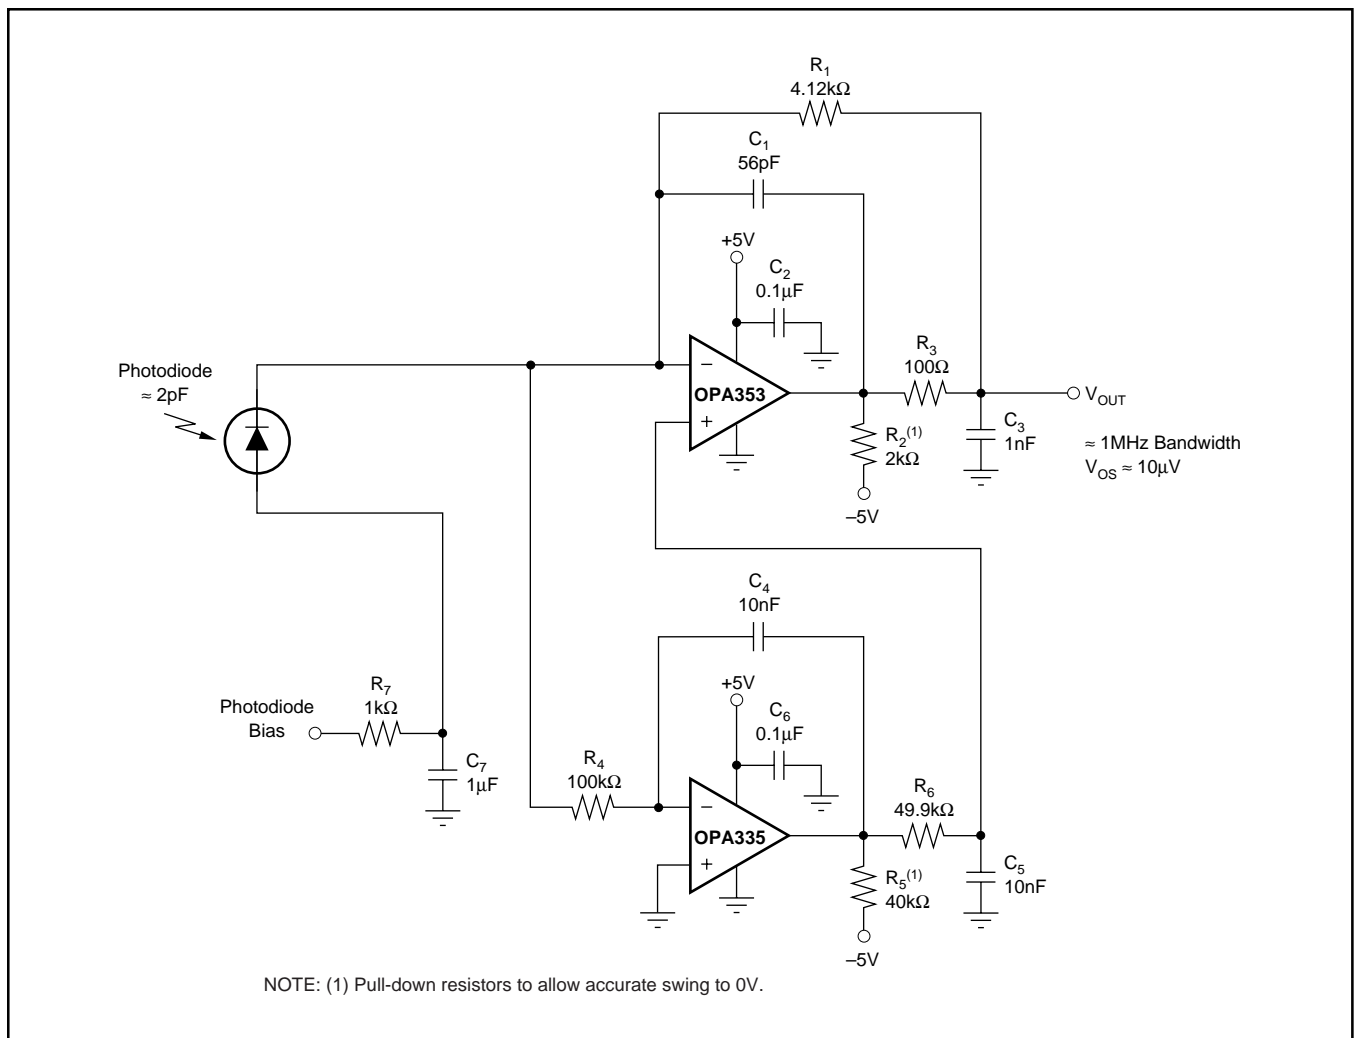 R1
4.12kΩ
C1
56pF
+5V
C2
0.1µF
Photodiode
≈ 2pF
−
OPA353
+
R3
100Ω
VOUT
R2(1)
2kΩ
–5V
C3
1nF
≈ 1MHz Bandwidth
VOS ≈ 10µV
C4
10nF
+5V
C6
0.1µF
Photodiode
Bias
R7
1kΩ
C7
1µF
R4
100kΩ
−
OPA335
+
R6
49.9kΩ
R5(1)
40kΩ
–5V
C5
10nF
NOTE: (1) Pull-down resistors to allow accurate swing to 0V.